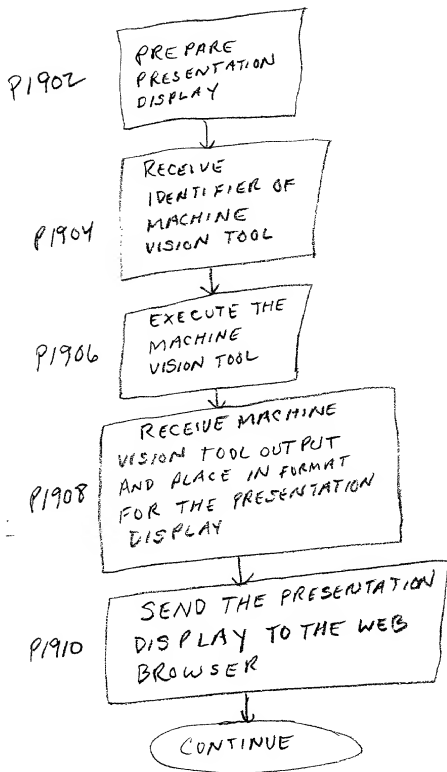 P1902
PREPARE
PRESENTATION
DISPLAY
P1904
RECEIVE
IDENTIFIER OF
MACHINE
VISION TOOL
P1906
EXECUTE THE
MACHINE
VISION TOOL
P1908
RECEIVE MACHINE
VISION TOOL OUTPUT
AND PLACE IN FORMAT
FOR THE PRESENTATION
DISPLAY
P1910
SEND THE PRESENTATION
DISPLAY TO THE WEB
BROWSER
CONTINUE